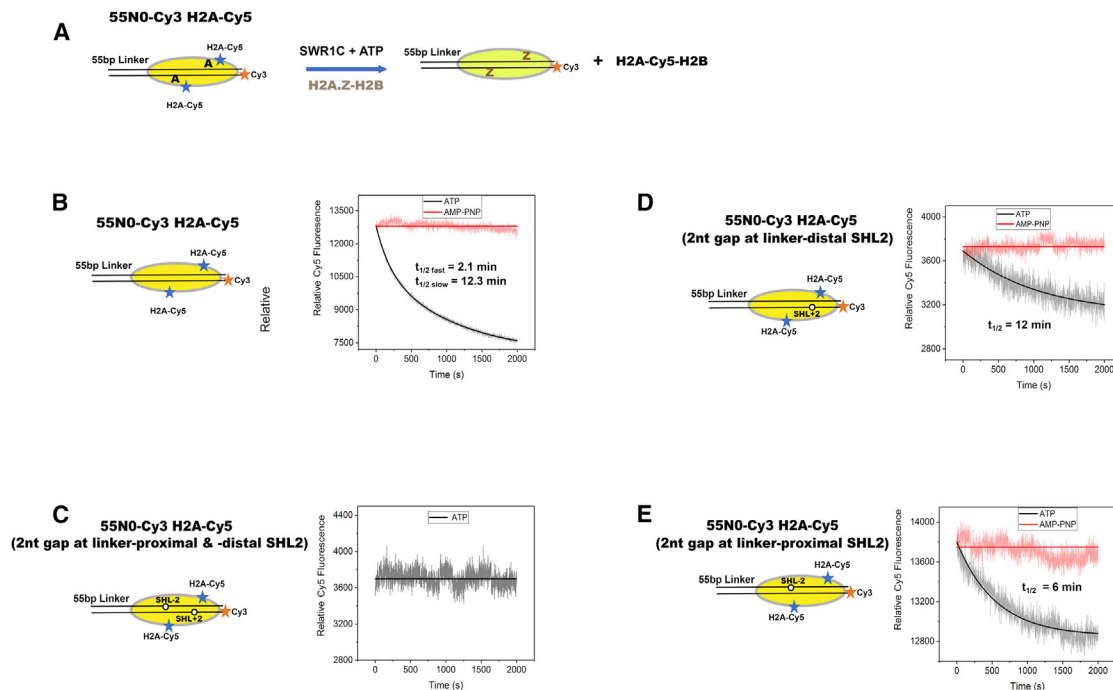 A
55N0-Cy3 H2A-Cy5
55bp Linker
H2A-Cy5
A
A
Cy3
H2A-Cy5
SWR1C + ATP
H2A.Z-H2B
55bp Linker
Z
Z
Cy3
+ H2A-Cy5-H2B
B
55N0-Cy3 H2A-Cy5
55bp Linker
H2A-Cy5
Cy3
H2A-Cy5
Relative
Relative Cy5 Fluorescence
ATP
AMP-PNP
13500
12000
10500
9000
7500
t1/2 fast = 2.1 min
t1/2 slow = 12.3 min
0 500 1000 1500 2000
Time (s)
D
55N0-Cy3 H2A-Cy5
(2nt gap at linker-distal SHL2)
55bp Linker
H2A-Cy5
Cy3
SHL+2
H2A-Cy5
Relative Cy5 Fluorescence
ATP
AMP-PNP
4000
3600
3200
2800
t1/2 = 12 min
0 500 1000 1500 2000
Time (s)
C
55N0-Cy3 H2A-Cy5
(2nt gap at linker-proximal & -distal SHL2)
55bp Linker
H2A-Cy5
SHL-2
Cy3
SHL+2
H2A-Cy5
Relative Cy5 Fluorescence
ATP
4400
4000
3600
3200
2800
0 500 1000 1500 2000
Time (s)
E
55N0-Cy3 H2A-Cy5
(2nt gap at linker-proximal SHL2)
55bp Linker
H2A-Cy5
SHL-2
Cy3
H2A-Cy5
Relative Cy5 Fluorescence
ATP
AMP-PNP
14000
13600
13200
12800
t1/2 = 6 min
0 500 1000 1500 2000
Time (s)